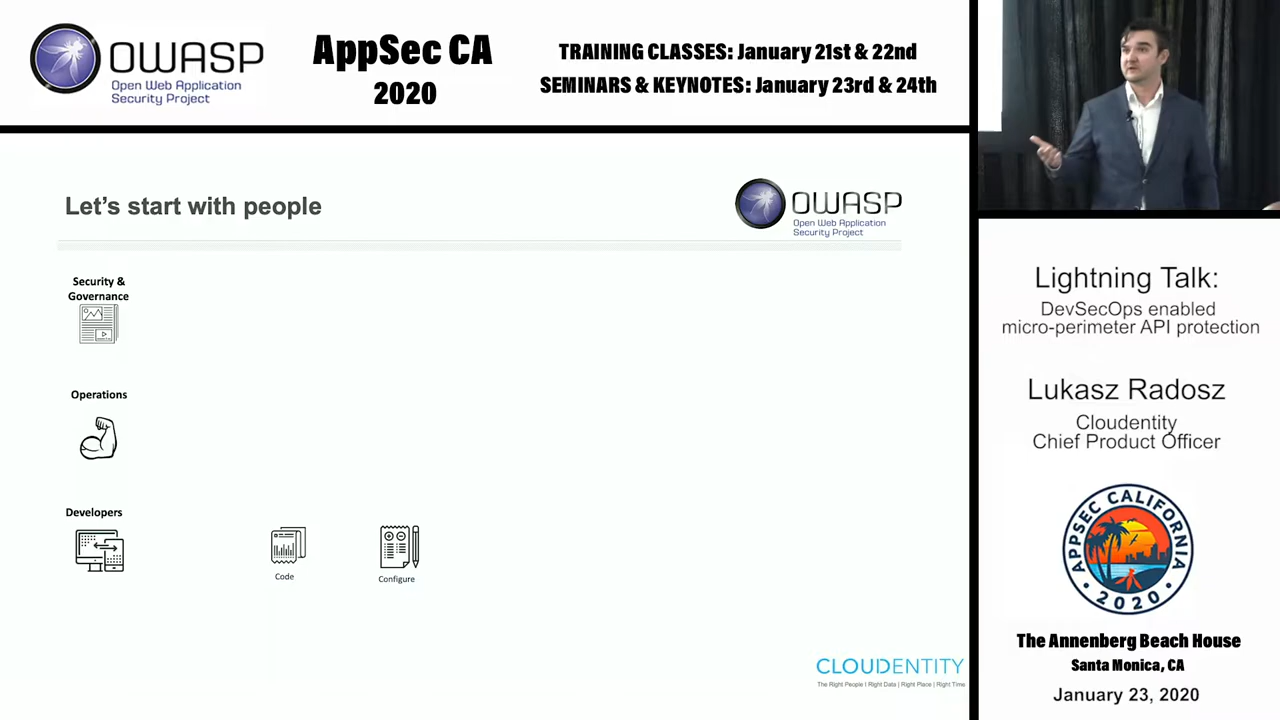 OWASP
Open Web Application
Security Project
AppSec CA
2020
TRAINING CLASSES: January 21st & 22nd
SEMINARS & KEYNOTES: January 23rd & 24th
Let's start with people
OWASP
Open Web Application
Security Project
Security &
Governance
Operations
Developers
Code
Configure
CLOUDENTITY
The Right People | Right Data | Right Place | Right Time
Lightning Talk:
DevSecOps enabled
micro-perimeter API protection
Lukasz Radosz
Cloudentity
Chief Product Officer
APPSEC CALIFORNIA
• 2020 •
The Annenberg Beach House
Santa Monica, CA
January 23, 2020